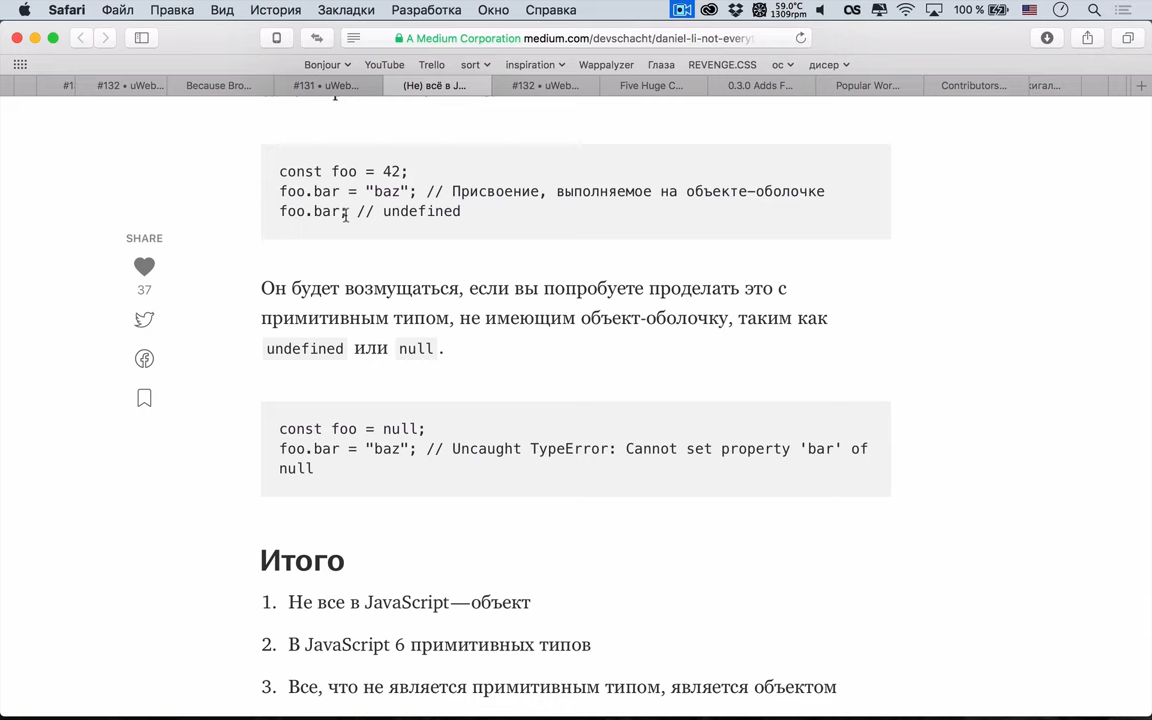 Safari Файл Правка Вид История Закладки Разработка Окно Справка 59.0°C 1309rpm 100 %
A Medium Corporation medium.com/devschacht/daniel-li-not-every
Bonjour YouTube Trello sort inspiration Wappalyzer Глаза REVENGE.CSS ос дисер
#1 #132 • uWeb... Because Bro... #131 • uWeb... (Не) всё в J... #132 • uWeb... Five Huge C... 0.3.0 Adds F... Popular Wor... Contributors... кигал...
const foo = 42;
foo.bar = "baz"; // Присвоение, выполняемое на объекте-оболочке
foo.bar; // undefined
SHARE
37
Он будет возмущаться, если вы попробуете проделать это с
примитивным типом, не имеющим объект-оболочку, таким как
undefined или null.
const foo = null;
foo.bar = "baz"; // Uncaught TypeError: Cannot set property 'bar' of
null
Итого
1. Не все в JavaScript—объект
2. В JavaScript 6 примитивных типов
3. Все, что не является примитивным типом, является объектом